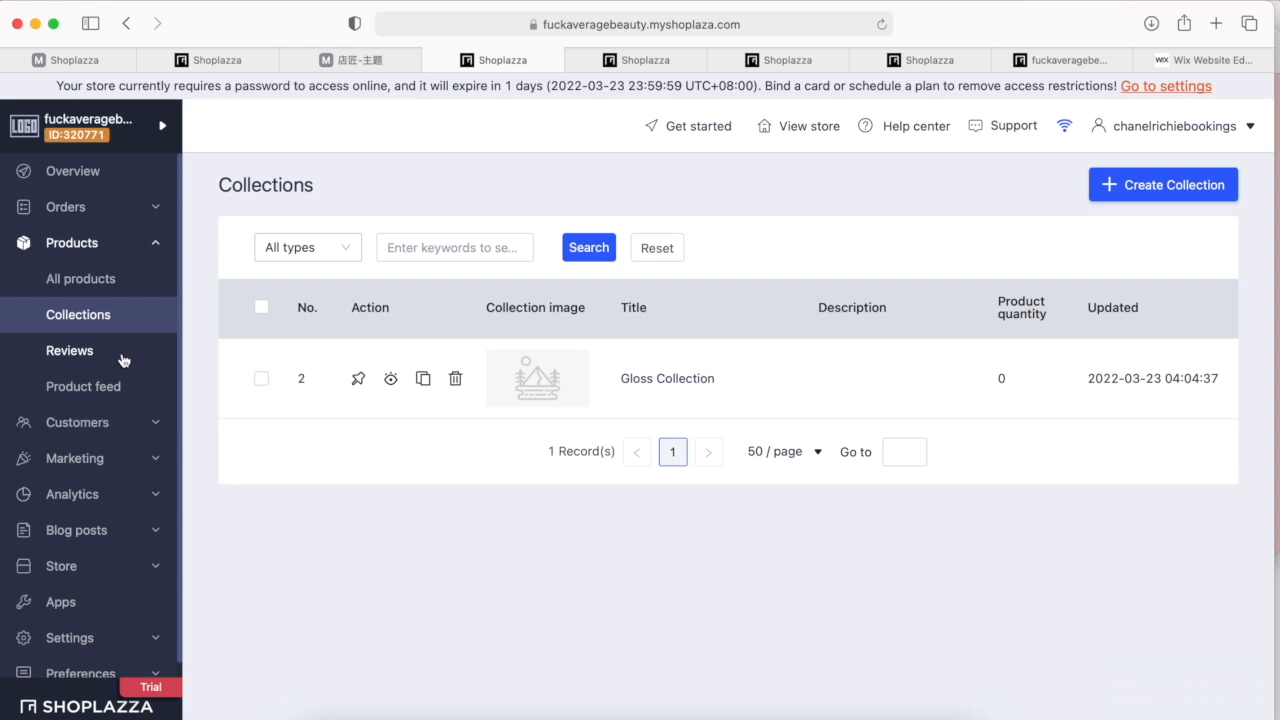 fuckaveragebeauty.myshoplaza.com
M Shoplazza
Shoplazza
M 店匠-主题
Shoplazza
Shoplazza
Shoplazza
Shoplazza
fuckaveragebe...
WIX Wix Website Ed...
Your store currently requires a password to access online, and it will expire in 1 days (2022-03-23 23:59:59 UTC+08:00). Bind a card or schedule a plan to remove access restrictions! Go to settings
LOGO
fuckaverageb...
ID:320771
Get started
View store
Help center
Support
chanelrichiebookings
Overview
Orders
Products
All products
Collections
Reviews
Product feed
Customers
Marketing
Analytics
Blog posts
Store
Apps
Settings
Preferences
Trial
SHOPLAZZA
Collections
Create Collection
All types
Enter keywords to se...
Search
Reset
No.
Action
Collection image
Title
Description
Product
quantity
Updated
2
Gloss Collection
0
2022-03-23 04:04:37
1 Record(s)
<
1
>
50 / page
Go to